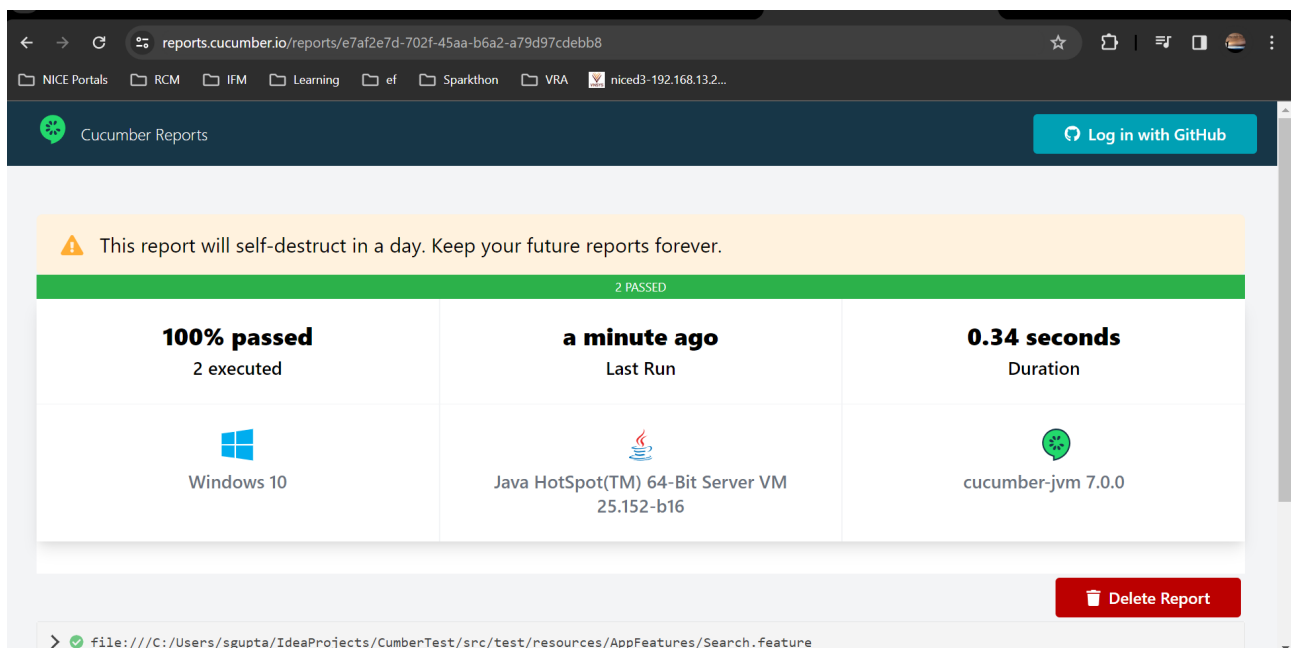 reports.cucumber.io/reports/e7af2e7d-702f-45aa-b6a2-a79d97cdebb8
NICE Portals RCM IFM Learning ef Sparkthon VRA niced3-192.168.13.2...
Cucumber Reports
Log in with GitHub
This report will self-destruct in a day. Keep your future reports forever.
2 PASSED
100% passed
2 executed
a minute ago
Last Run
0.34 seconds
Duration
Windows 10
Java HotSpot(TM) 64-Bit Server VM
25.152-b16
cucumber-jvm 7.0.0
Delete Report
file:///C:/Users/sgupta/IdeaProjects/CumberTest/src/test/resources/AppFeatures/Search.feature